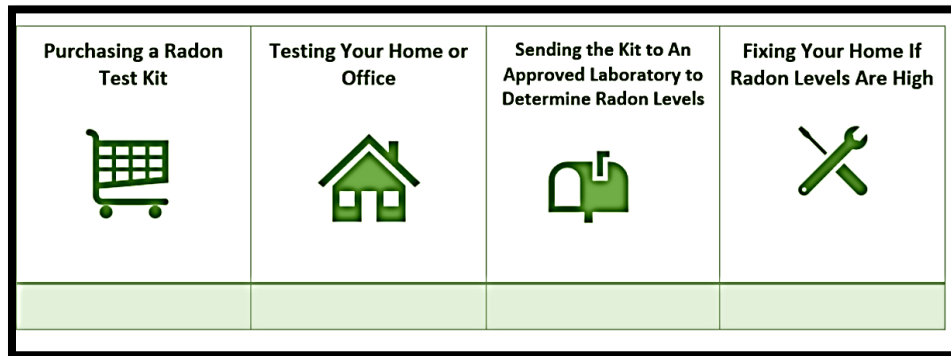 Purchasing a Radon
Test Kit
Testing Your Home or
Office
Sending the Kit to An
Approved Laboratory to
Determine Radon Levels
Fixing Your Home If
Radon Levels Are High